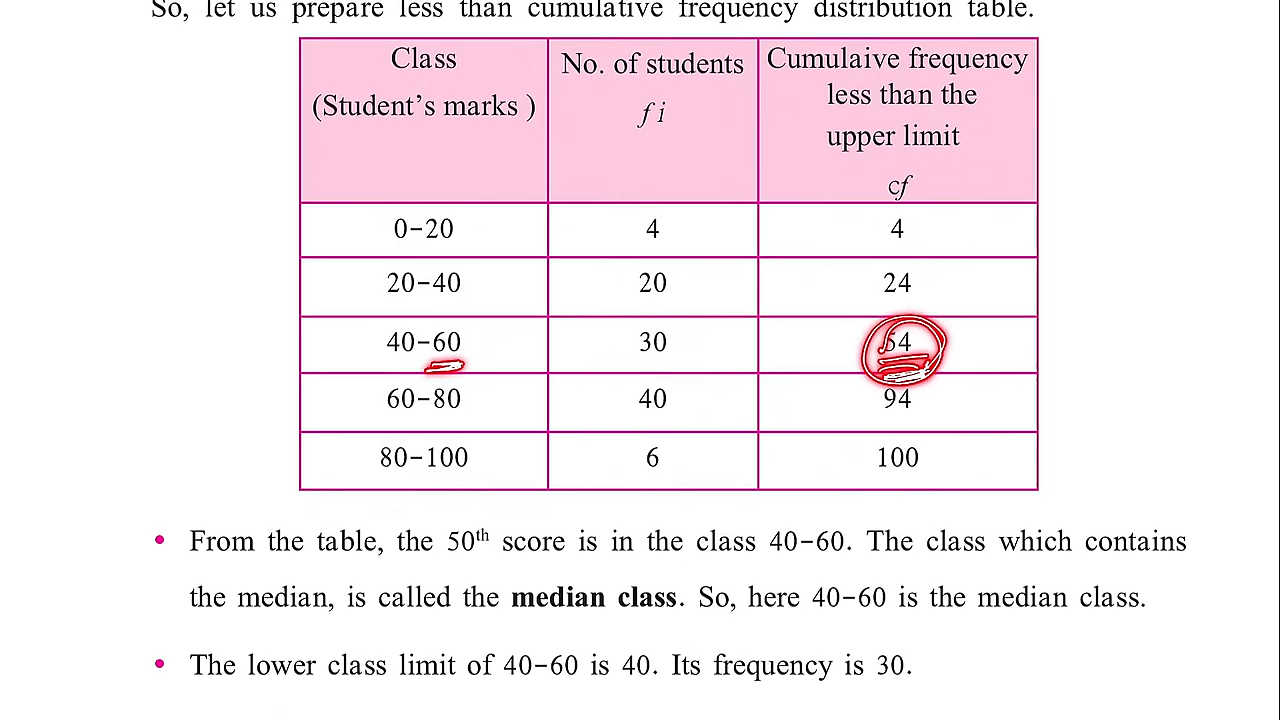 So, let us prepare less than cumulative frequency distribution table.
Class
(Student’s marks )
No. of students
f i
Cumulaive frequency
less than the
upper limit
cf
0−20 4 4
20−40 20 24
40−60 30 54
60−80 40 94
80−100 6 100
• From the table, the 50th score is in the class 40−60. The class which contains
the median, is called the median class. So, here 40−60 is the median class.
• The lower class limit of 40−60 is 40. Its frequency is 30.